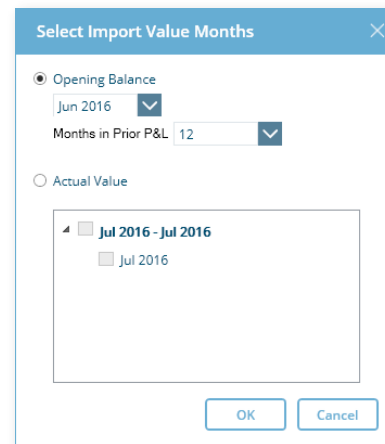 Select Import Value Months
Opening Balance
Jun 2016
Months in Prior P&L 12
Actual Value
Jul 2016 - Jul 2016
Jul 2016
OK Cancel